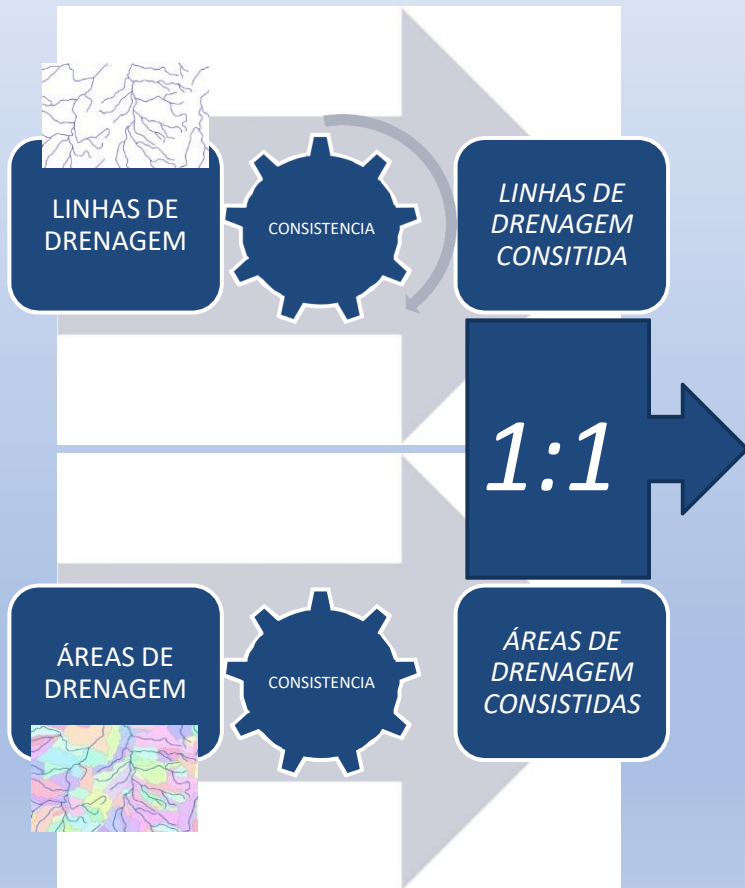 LINHAS DE
DRENAGEM
CONSISTENCIA
LINHAS DE
DRENAGEM
CONSITIDA
1:1
ÁREAS DE
DRENAGEM
CONSISTENCIA
ÁREAS DE
DRENAGEM
CONSISTIDAS